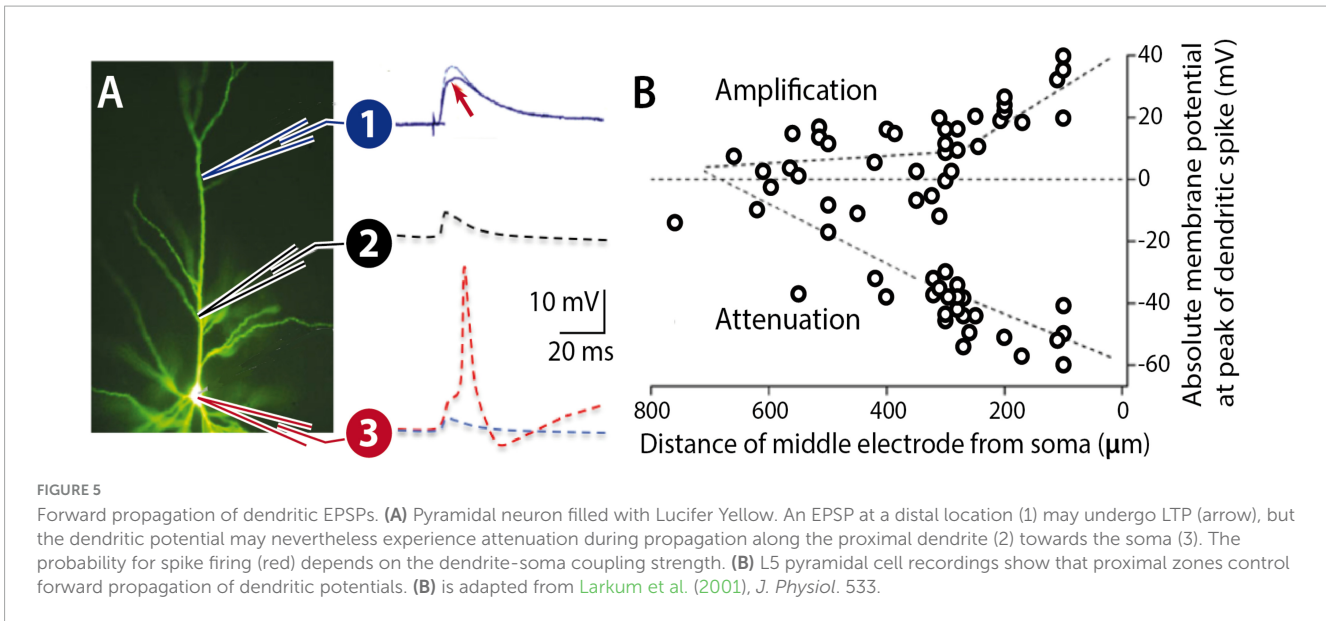 A
1
2
3
10 mV
20 ms
B
Amplification
Attenuation
40
20
0
-20
-40
-60
Absolute membrane potential
at peak of dendritic spike (mV)
800
600
400
200
0
Distance of middle electrode from soma (µm)
FIGURE 5
Forward propagation of dendritic EPSPs. (A) Pyramidal neuron filled with Lucifer Yellow. An EPSP at a distal location (1) may undergo LTP (arrow), but
the dendritic potential may nevertheless experience attenuation during propagation along the proximal dendrite (2) towards the soma (3). The
probability for spike firing (red) depends on the dendrite-soma coupling strength. (B) L5 pyramidal cell recordings show that proximal zones control
forward propagation of dendritic potentials. (B) is adapted from Larkum et al. (2001), J. Physiol. 533.